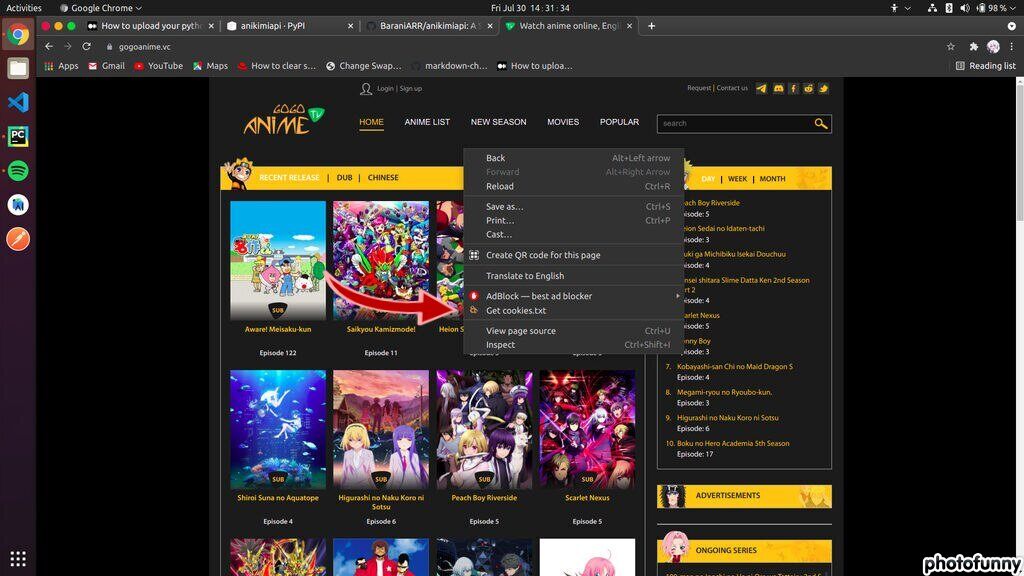 Activities
Google Chrome
Fri Jul 30 14:31:34
98 %
How to upload your pyth
anikimiapi · PyPI
BaraniARR/anikimiapi: A S
Watch anime online, Engl
gogoanime.vc
Apps
Gmail
YouTube
Maps
How to clear s...
Change Swap...
markdown-ch...
How to uploa...
Reading list
Login | Sign up
Request | Contact us
GOGO
ANIME TV
HOME
ANIME LIST
NEW SEASON
MOVIES
POPULAR
search
RECENT RELEASE | DUB | CHINESE
DAY | WEEK | MONTH
Back Alt+Left arrow
Forward Alt+Right Arrow
Reload Ctrl+R
Save as... Ctrl+S
Print... Ctrl+P
Cast...
Create QR code for this page
Translate to English
AdBlock — best ad blocker
Get cookies.txt
View page source Ctrl+U
Inspect Ctrl+Shift+I
SUB
Aware! Meisaku-kun
Episode 122
Saikyou Kamizmode!
Episode 11
Heion S
SUB
Shiroi Suna no Aquatope
Episode 4
SUB
Higurashi no Naku Koro ni
Sotsu
Episode 6
SUB
Peach Boy Riverside
Episode 5
SUB
Scarlet Nexus
Episode 5
Peach Boy Riverside
Episode: 5
Heion Sedai no Idaten-tachi
Episode: 3
uki ga Michibiku Isekai Douchuu
Episode: 4
ensei shitara Slime Datta Ken 2nd Season
Part 2
Episode: 4
Scarlet Nexus
Episode: 5
nny Boy
Episode: 3
7. Kobayashi-san Chi no Maid Dragon S
Episode: 4
8. Megami-ryou no Ryoubo-kun.
Episode: 3
9. Higurashi no Naku Koro ni Sotsu
Episode: 6
10. Boku no Hero Academia 5th Season
Episode: 17
ADVERTISEMENTS
ONGOING SERIES
photofunny